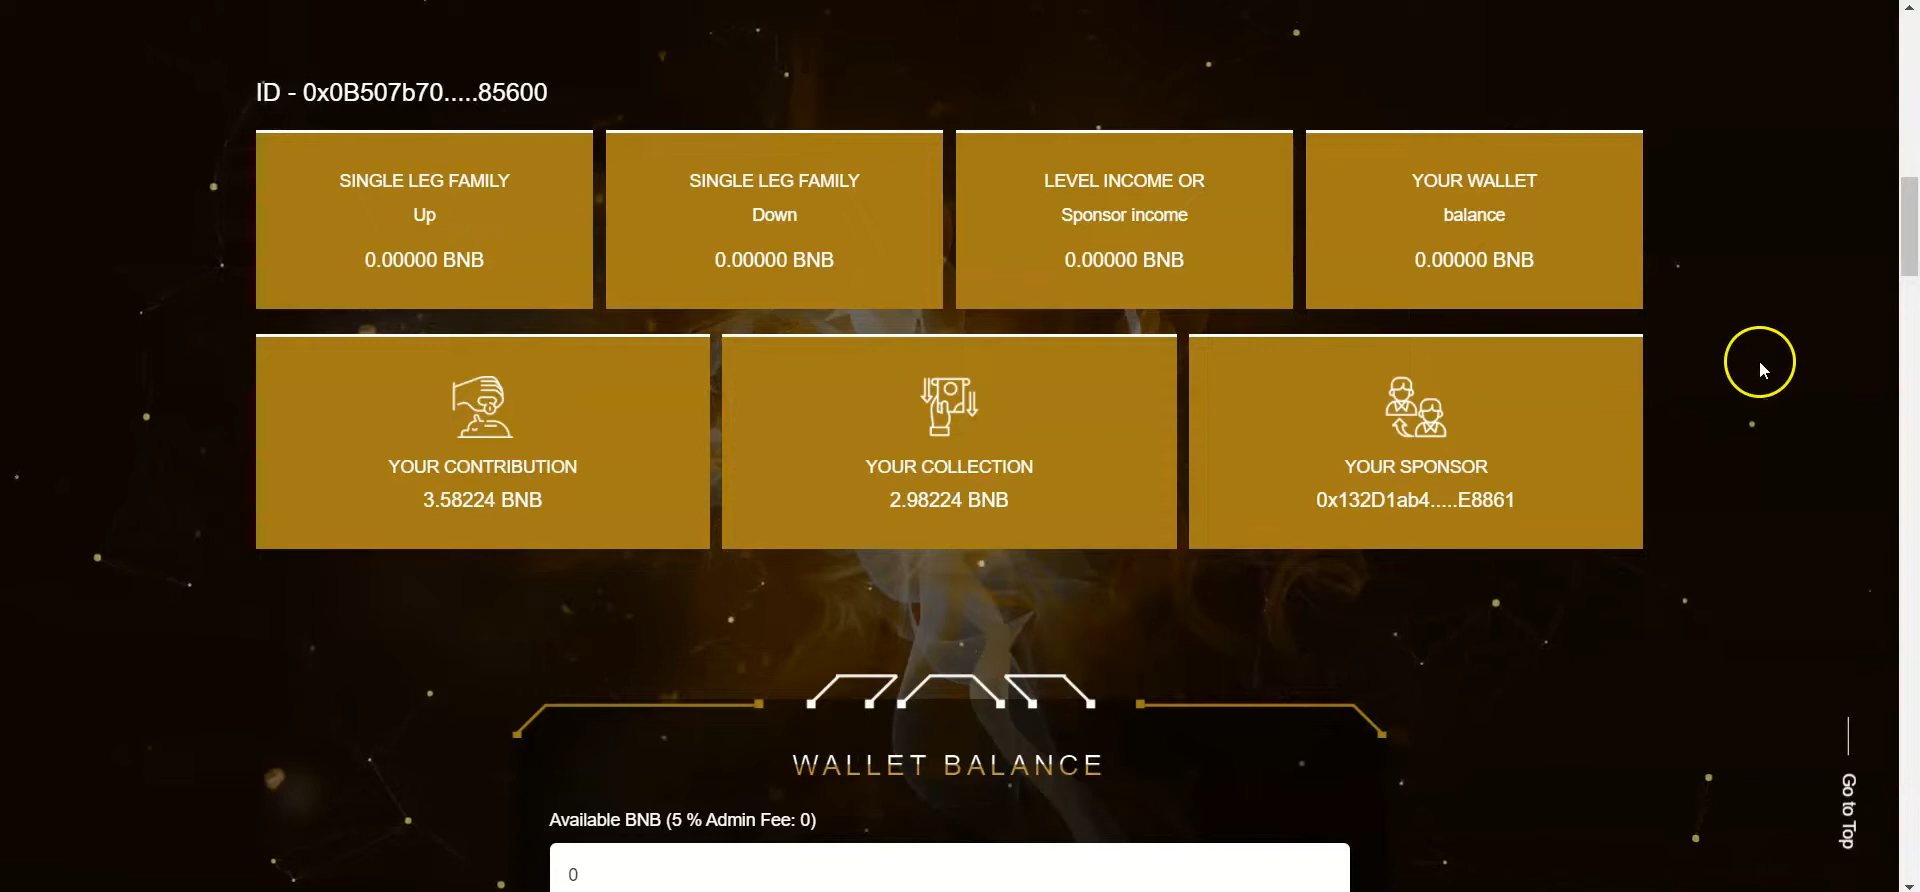 ID - 0x0B507b70.....85600
SINGLE LEG FAMILY
Up
0.00000 BNB
SINGLE LEG FAMILY
Down
0.00000 BNB
LEVEL INCOME OR
Sponsor income
0.00000 BNB
YOUR WALLET
balance
0.00000 BNB
YOUR CONTRIBUTION
3.58224 BNB
YOUR COLLECTION
2.98224 BNB
YOUR SPONSOR
0x132D1ab4.....E8861
WALLET BALANCE
Available BNB (5 % Admin Fee: 0)
0
Go to Top